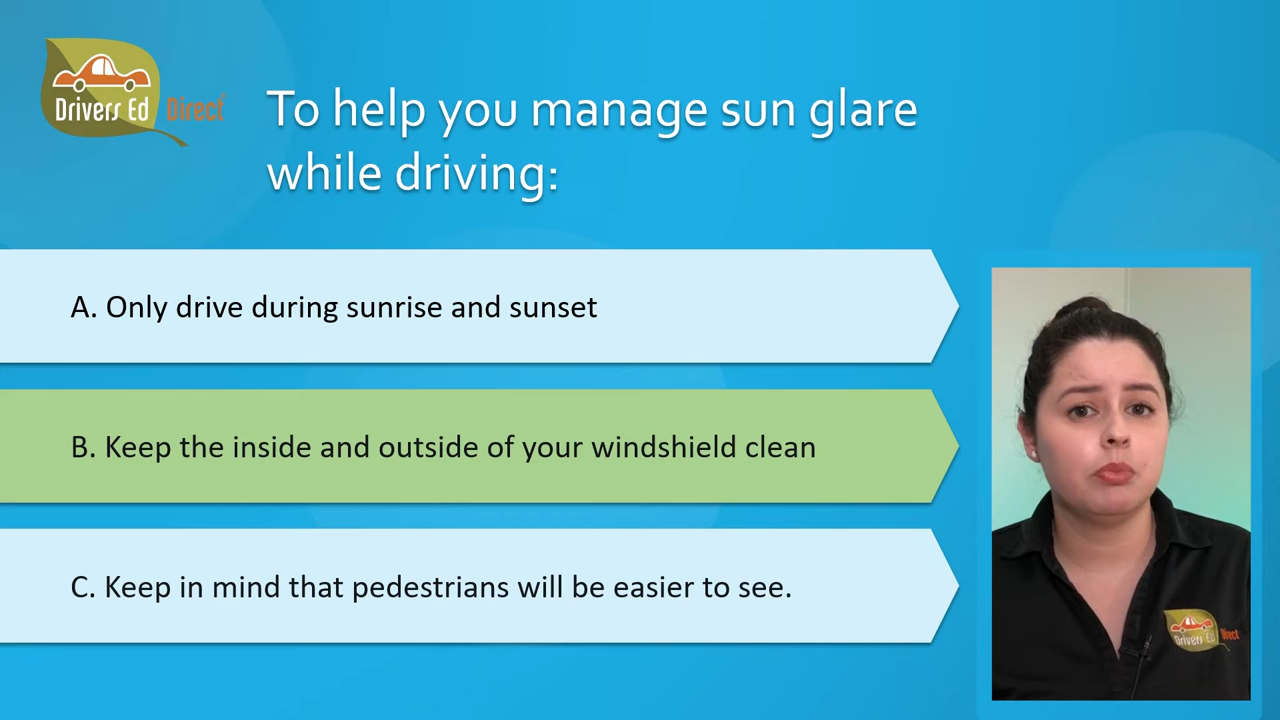 Drivers Ed Direct
To help you manage sun glare
while driving:
A. Only drive during sunrise and sunset
B. Keep the inside and outside of your windshield clean
C. Keep in mind that pedestrians will be easier to see.
Drivers Ed Direct